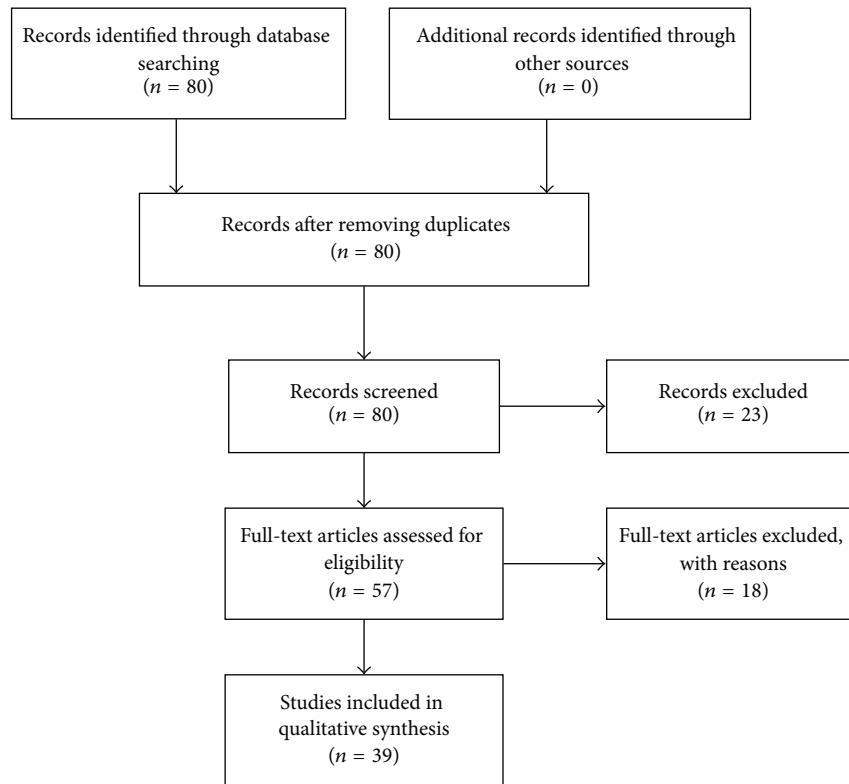 Records identified through database
searching
(n = 80)
Additional records identified through
other sources
(n = 0)
Records after removing duplicates
(n = 80)
Records screened
(n = 80)
Records excluded
(n = 23)
Full-text articles assessed for
eligibility
(n = 57)
Full-text articles excluded,
with reasons
(n = 18)
Studies included in
qualitative synthesis
(n = 39)